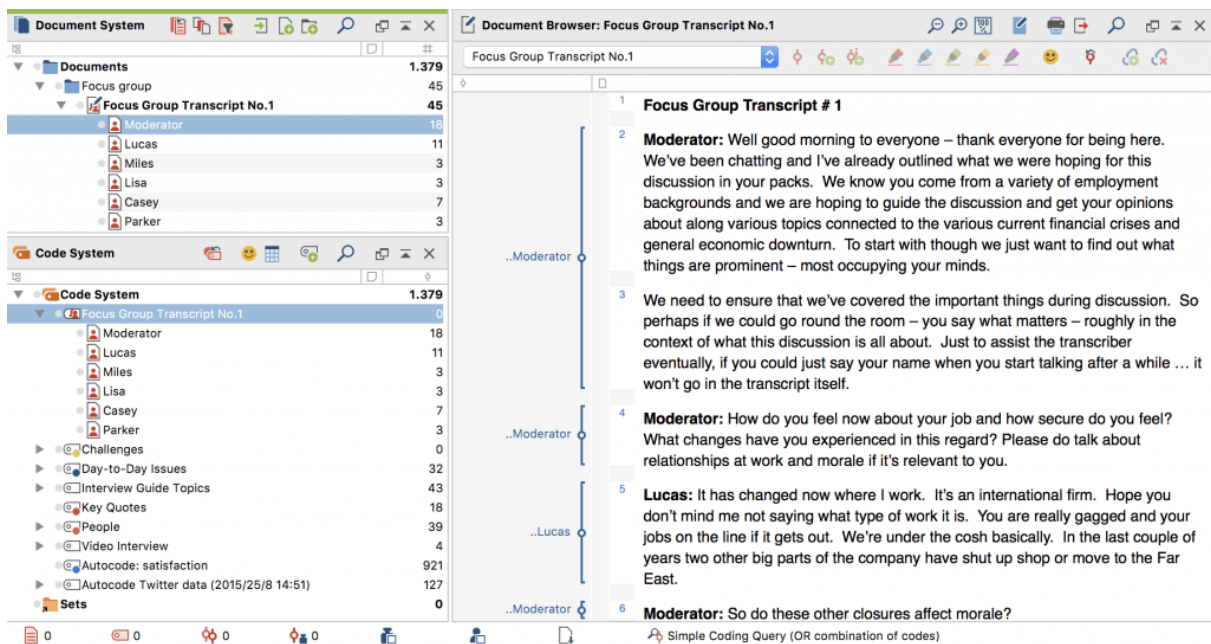 Document System
Documents 1.379
Focus group 45
Focus Group Transcript No.1 45
Moderator 18
Lucas 11
Miles 3
Lisa 3
Casey 7
Parker 3
Code System
Code System 1.379
Focus Group Transcript No.1 0
Moderator 18
Lucas 11
Miles 3
Lisa 3
Casey 7
Parker 3
Challenges 0
Day-to-Day Issues 32
Interview Guide Topics 43
Key Quotes 18
People 39
Video Interview 4
Autocode: satisfaction 921
Autocode Twitter data (2015/25/8 14:51) 127
Sets 0
0 0 0 0
Document Browser: Focus Group Transcript No.1
100 %
Focus Group Transcript No.1
1 Focus Group Transcript # 1
..Moderator
2 Moderator: Well good morning to everyone – thank everyone for being here.
We've been chatting and I've already outlined what we were hoping for this
discussion in your packs. We know you come from a variety of employment
backgrounds and we are hoping to guide the discussion and get your opinions
about along various topics connected to the various current financial crises and
general economic downturn. To start with though we just want to find out what
things are prominent – most occupying your minds.
3 We need to ensure that we've covered the important things during discussion. So
perhaps if we could go round the room – you say what matters – roughly in the
context of what this discussion is all about. Just to assist the transcriber
eventually, if you could just say your name when you start talking after a while … it
won't go in the transcript itself.
..Moderator
4 Moderator: How do you feel now about your job and how secure do you feel?
What changes have you experienced in this regard? Please do talk about
relationships at work and morale if it's relevant to you.
..Lucas
5 Lucas: It has changed now where I work. It's an international firm. Hope you
don't mind me not saying what type of work it is. You are really gagged and your
jobs on the line if it gets out. We're under the cosh basically. In the last couple of
years two other big parts of the company have shut up shop or move to the Far
East.
..Moderator
6 Moderator: So do these other closures affect morale?
Simple Coding Query (OR combination of codes)